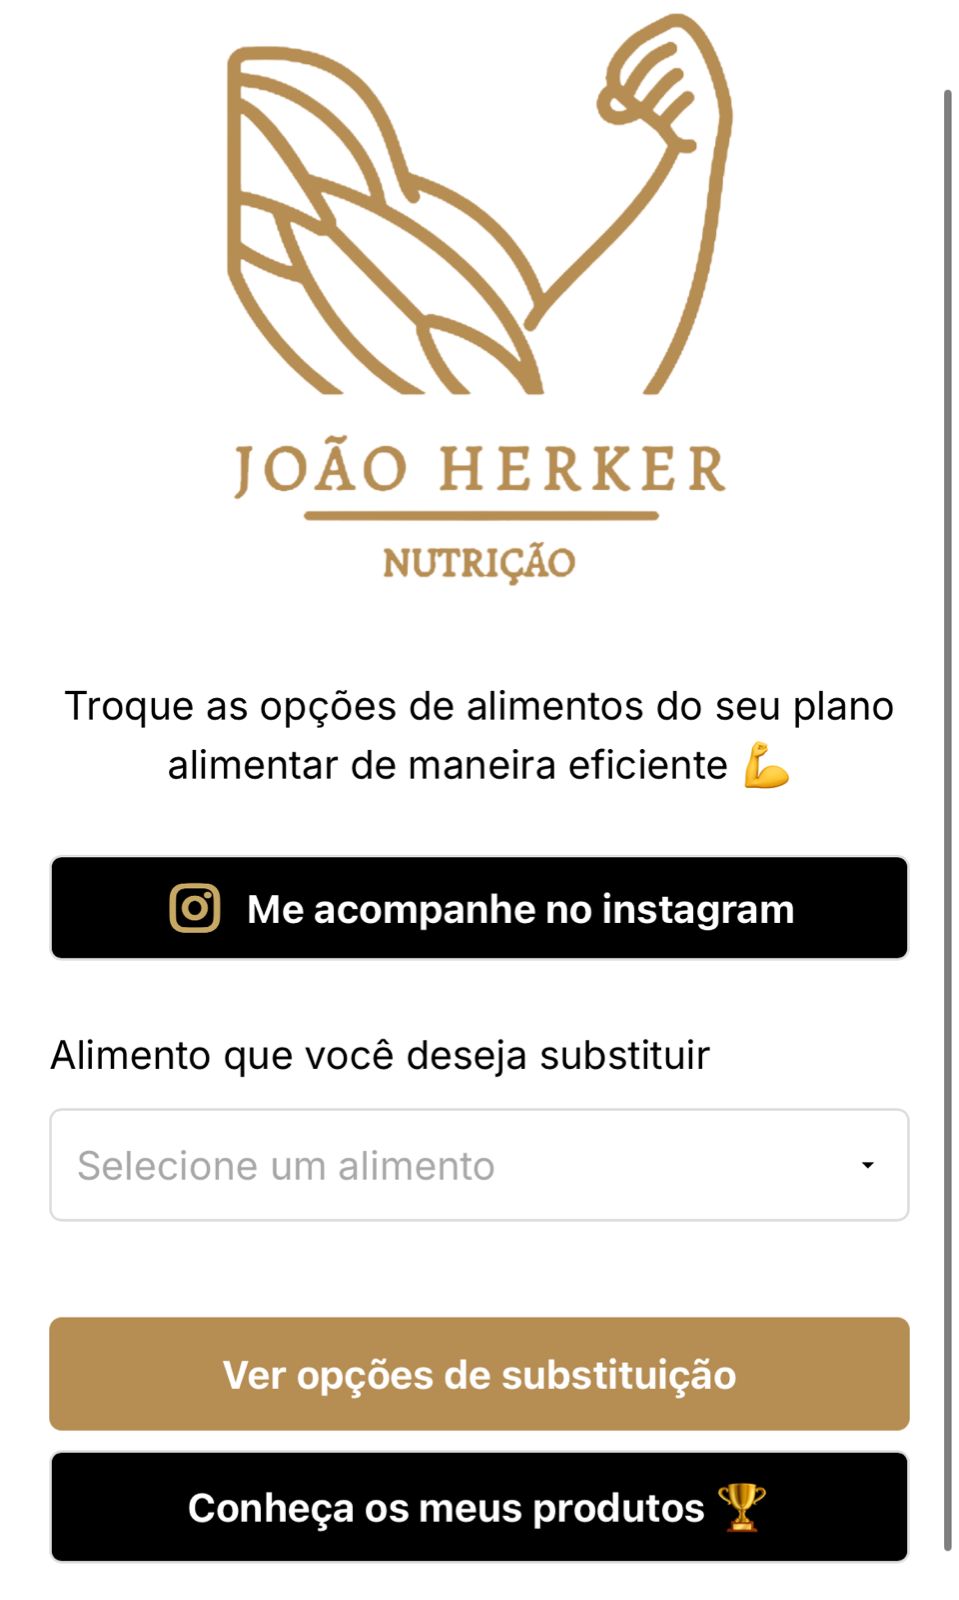 JOÃO HERKER
NUTRIÇÃO
Troque as opções de alimentos do seu plano
alimentar de maneira eficiente 💪
Me acompanhe no instagram
Alimento que você deseja substituir
Selecione um alimento
Ver opções de substituição
Conheça os meus produtos 🏆